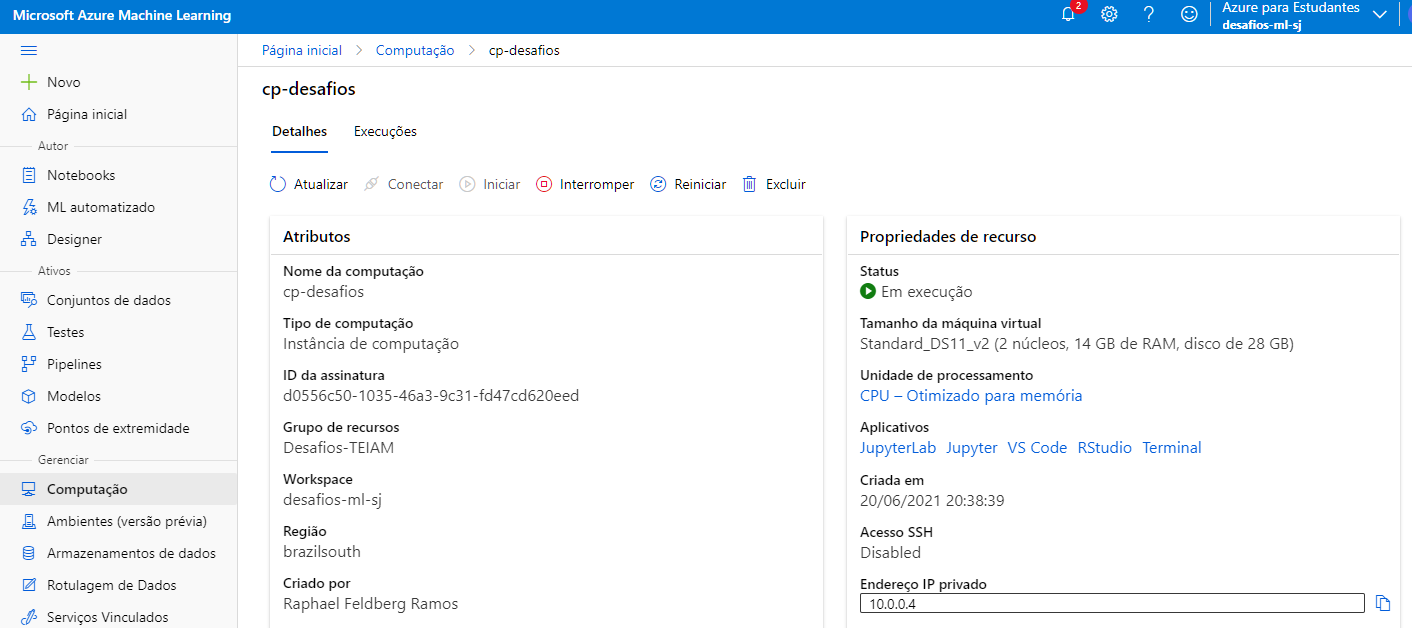 Microsoft Azure Machine Learning
2
Azure para Estudantes
desafios-ml-sj
Novo
Página inicial
Autor
Notebooks
ML automatizado
Designer
Ativos
Conjuntos de dados
Testes
Pipelines
Modelos
Pontos de extremidade
Gerenciar
Computação
Ambientes (versão prévia)
Armazenamentos de dados
Rotulagem de Dados
Serviços Vinculados
Página inicial > Computação > cp-desafios
cp-desafios
Detalhes Execuções
Atualizar Conectar Iniciar Interromper Reiniciar Excluir
Atributos
Nome da computação
cp-desafios
Tipo de computação
Instância de computação
ID da assinatura
d0556c50-1035-46a3-9c31-fd47cd620eed
Grupo de recursos
Desafios-TEIAM
Workspace
desafios-ml-sj
Região
brazilsouth
Criado por
Raphael Feldberg Ramos
Propriedades de recurso
Status
Em execução
Tamanho da máquina virtual
Standard_DS11_v2 (2 núcleos, 14 GB de RAM, disco de 28 GB)
Unidade de processamento
CPU – Otimizado para memória
Aplicativos
JupyterLab Jupyter VS Code RStudio Terminal
Criada em
20/06/2021 20:38:39
Acesso SSH
Disabled
Endereço IP privado
10.0.0.4